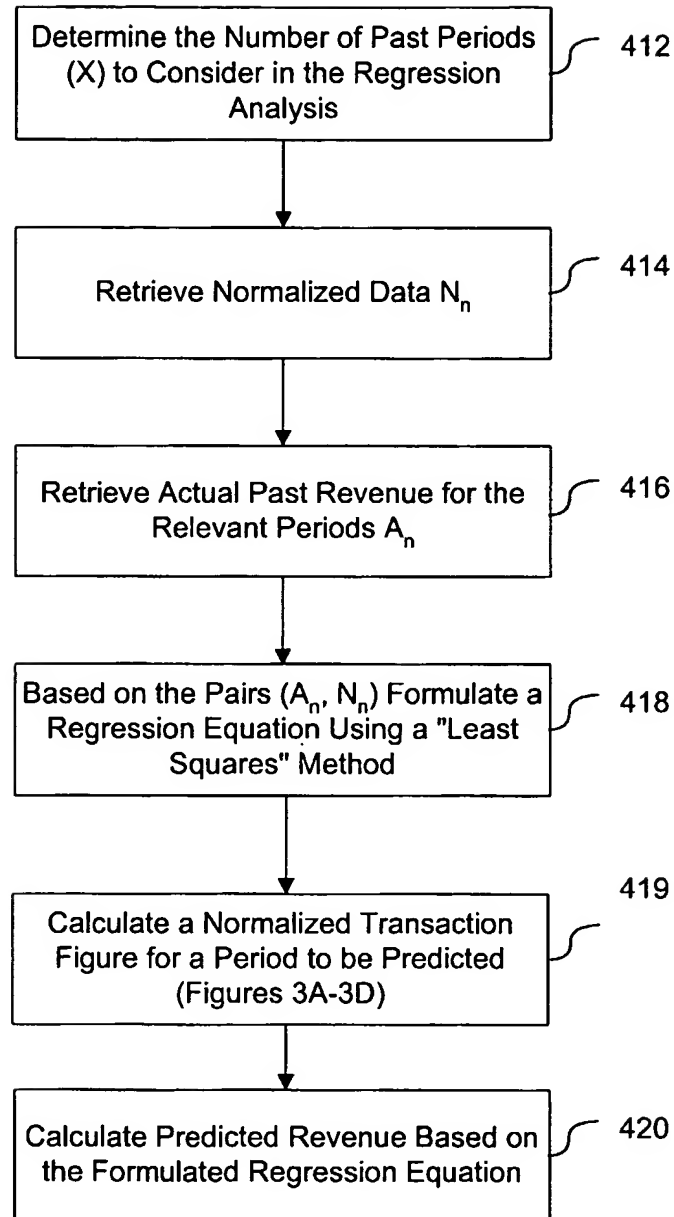 Determine the Number of Past Periods
(X) to Consider in the Regression
Analysis
412
Retrieve Normalized Data Nn
414
Retrieve Actual Past Revenue for the
Relevant Periods An
416
Based on the Pairs (An, Nn) Formulate a
Regression Equation Using a "Least
Squares" Method
418
Calculate a Normalized Transaction
Figure for a Period to be Predicted
(Figures 3A-3D)
419
Calculate Predicted Revenue Based on
the Formulated Regression Equation
420